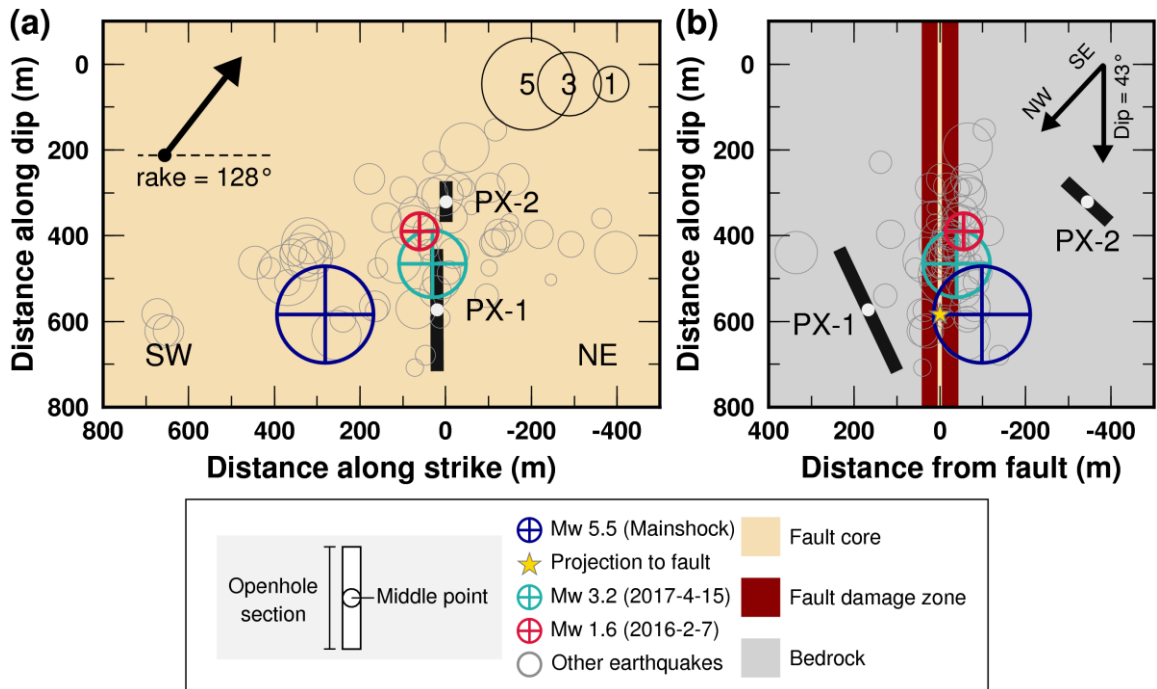 (a)
5 3 1
rake = 128°
PX-2
PX-1
SW NE
0
200
400
600
800
Distance along dip (m)
800 600 400 200 0 -200 -400
Distance along strike (m)
(b)
SE
NW
Dip = 43°
PX-2
PX-1
0
200
400
600
800
Distance along dip (m)
400 200 0 -200 -400
Distance from fault (m)
Openhole
section
Middle point
Mw 5.5 (Mainshock)
Projection to fault
Mw 3.2 (2017-4-15)
Mw 1.6 (2016-2-7)
Other earthquakes
Fault core
Fault damage zone
Bedrock